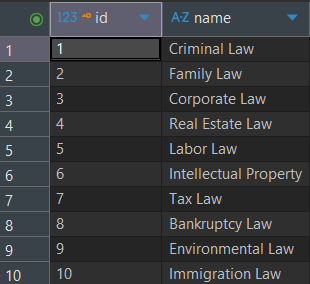 123 id A-Z name
1 1 Criminal Law
2 2 Family Law
3 3 Corporate Law
4 4 Real Estate Law
5 5 Labor Law
6 6 Intellectual Property
7 7 Tax Law
8 8 Bankruptcy Law
9 9 Environmental Law
10 10 Immigration Law